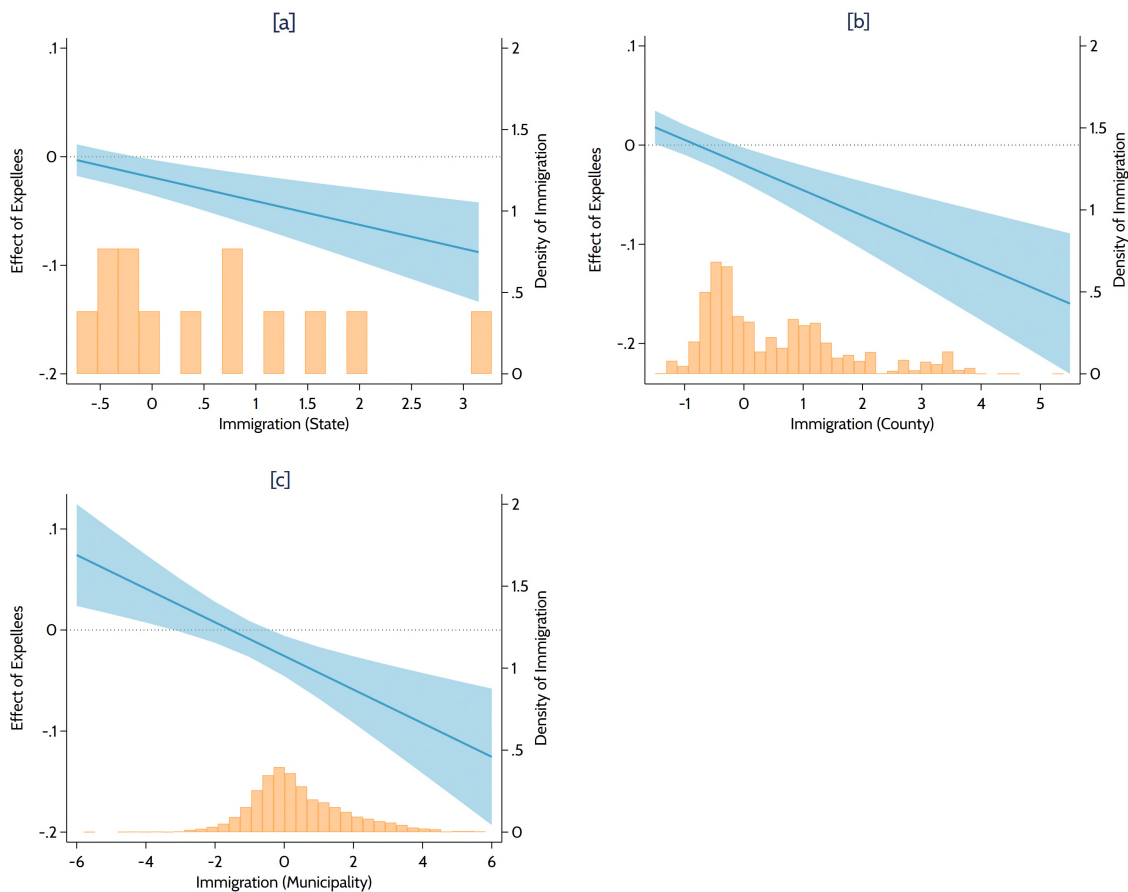 [a]
.1
0
-.1
-.2
Effect of Expellees
2
1.5
1
.5
0
Density of Immigration
-.5 0 .5 1 1.5 2 2.5 3
Immigration (State)
[b]
.1
0
-.1
-.2
Effect of Expellees
2
1.5
1
.5
0
Density of Immigration
-1 0 1 2 3 4 5
Immigration (County)
[c]
.1
0
-.1
-.2
Effect of Expellees
2
1.5
1
.5
0
Density of Immigration
-6 -4 -2 0 2 4 6
Immigration (Municipality)